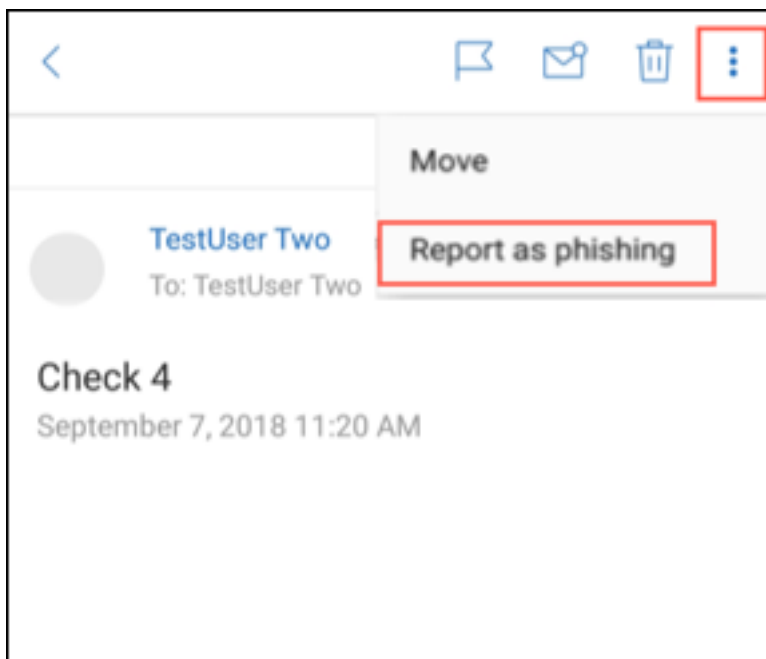 Move
Report as phishing
TestUser Two
To: TestUser Two
Check 4
September 7, 2018 11:20 AM